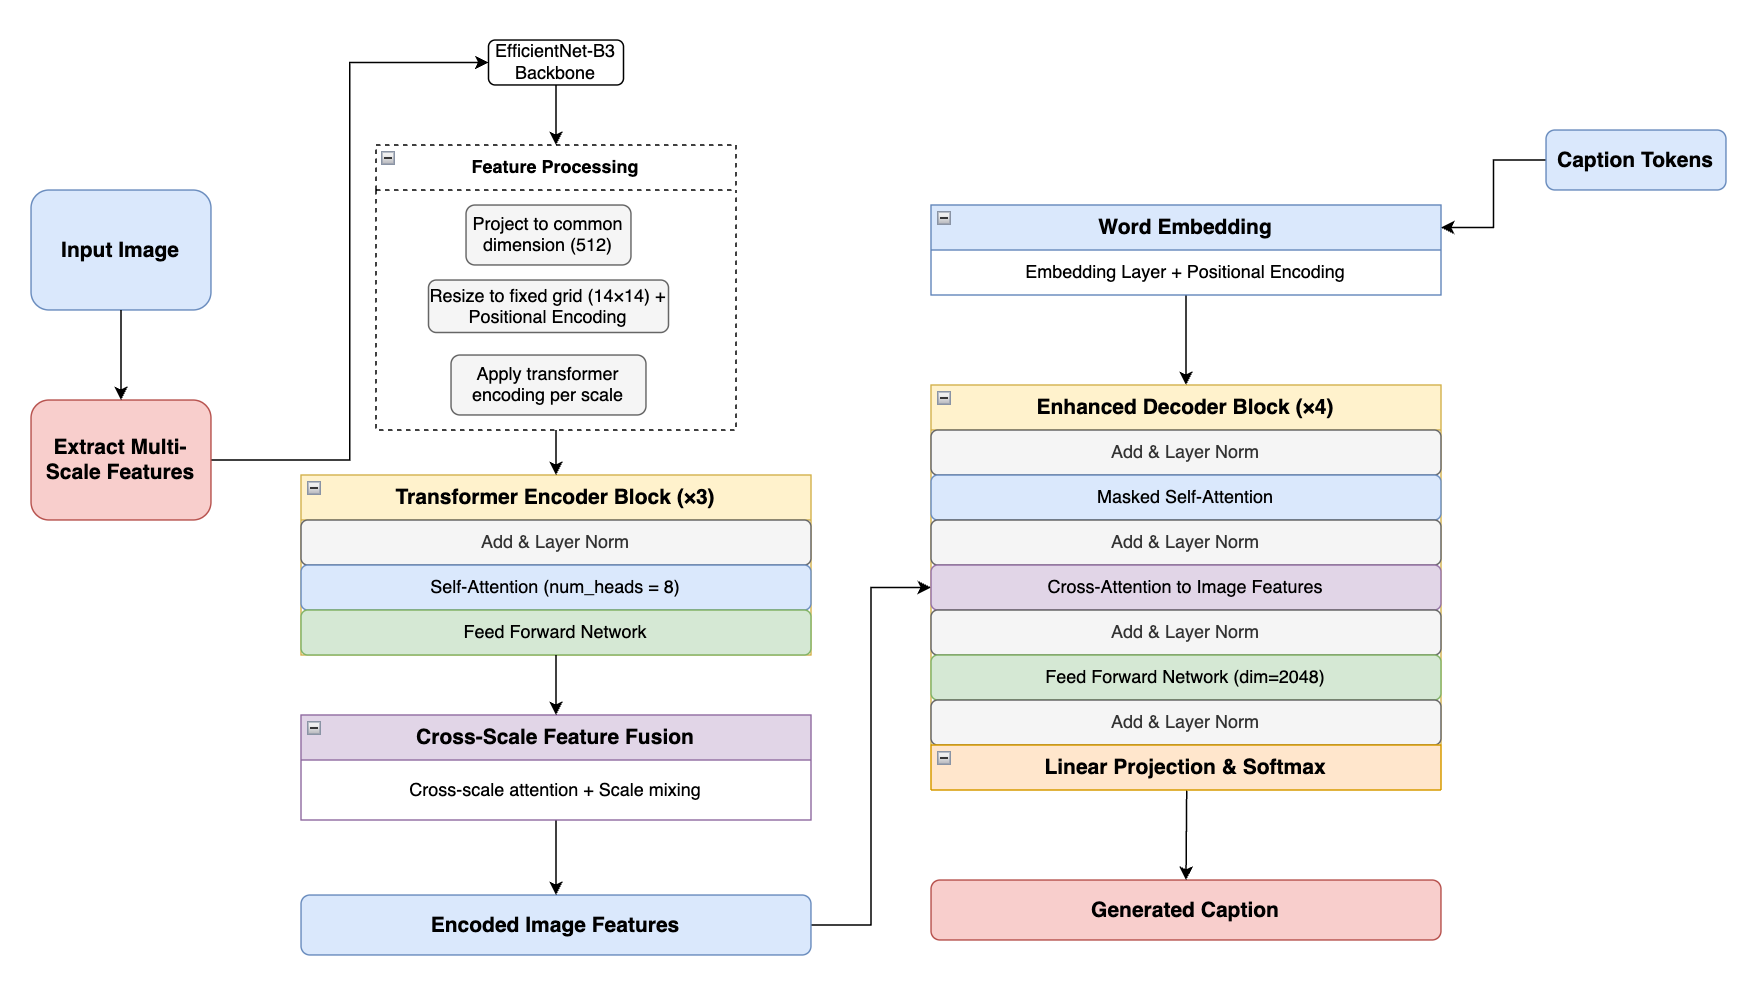 EfficientNet-B3
Backbone
Feature Processing
Project to common
dimension (512)
Resize to fixed grid (14×14) +
Positional Encoding
Apply transformer
encoding per scale
Input Image
Extract Multi-
Scale Features
Transformer Encoder Block (×3)
Add & Layer Norm
Self-Attention (num_heads = 8)
Feed Forward Network
Cross-Scale Feature Fusion
Cross-scale attention + Scale mixing
Encoded Image Features
Caption Tokens
Word Embedding
Embedding Layer + Positional Encoding
Enhanced Decoder Block (×4)
Add & Layer Norm
Masked Self-Attention
Add & Layer Norm
Cross-Attention to Image Features
Add & Layer Norm
Feed Forward Network (dim=2048)
Add & Layer Norm
Linear Projection & Softmax
Generated Caption